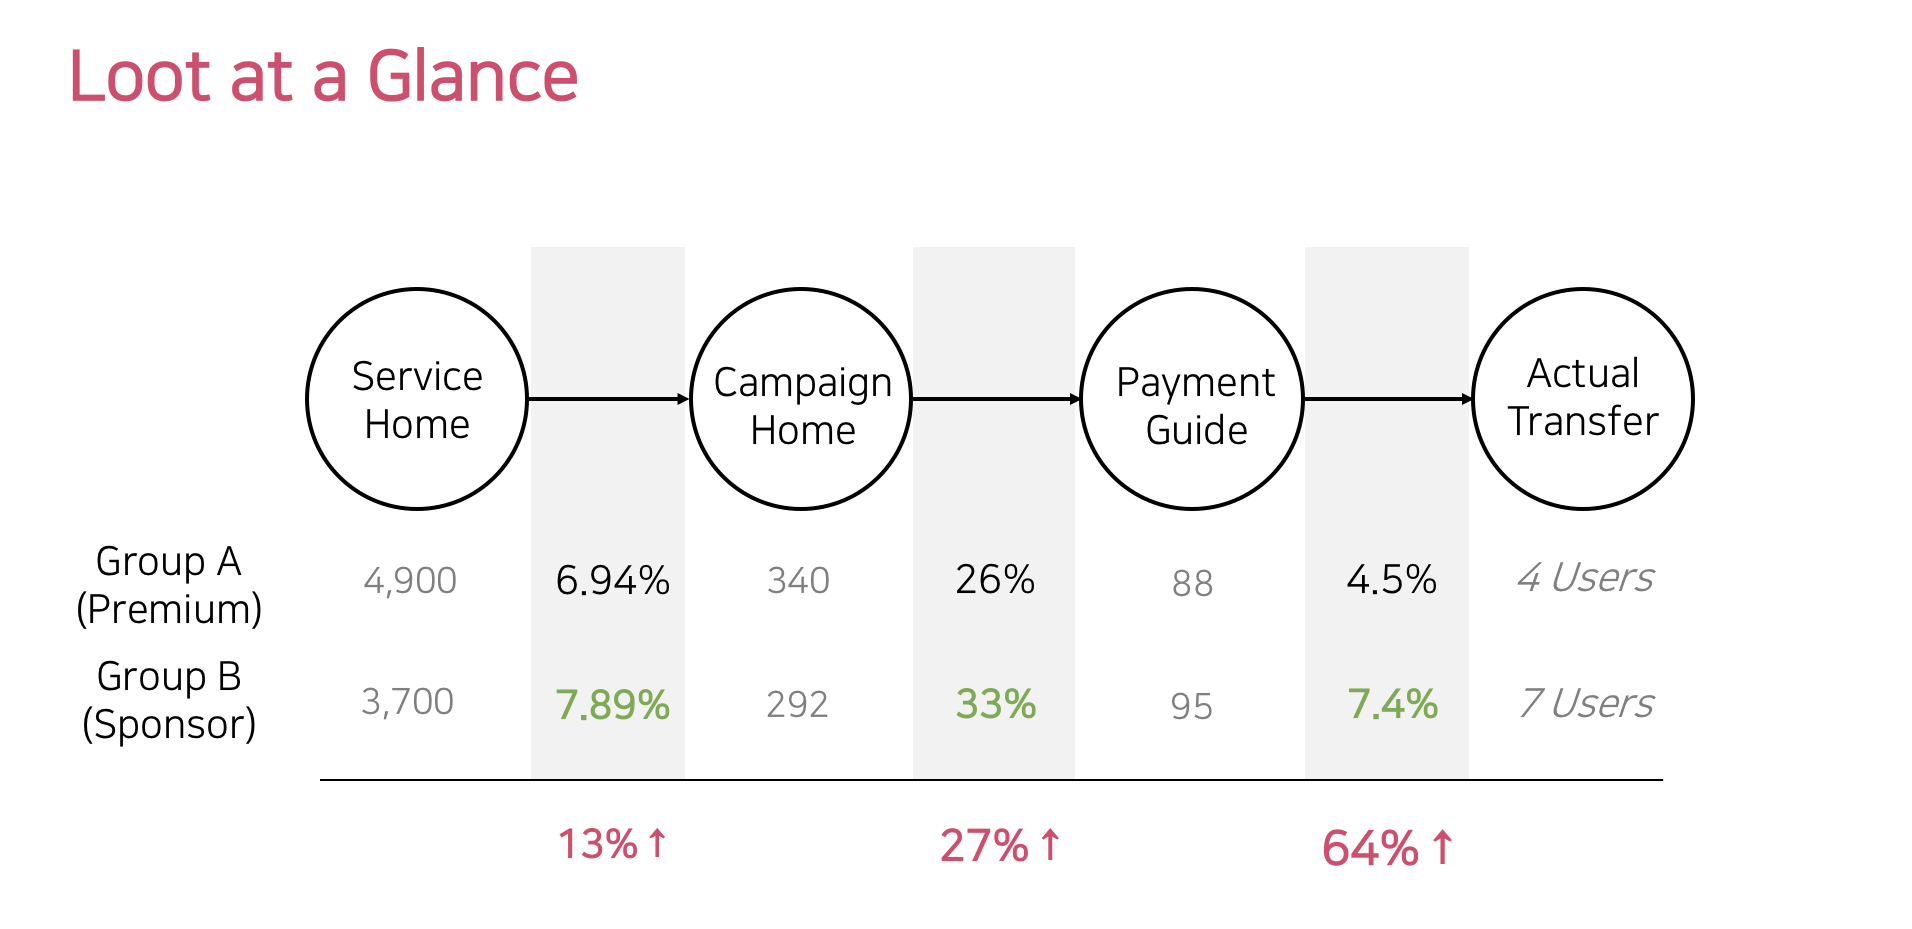 Loot at a Glance
Service
Home
Campaign
Home
Payment
Guide
Actual
Transfer
Group A
(Premium)
4,900
6.94%
340
26%
88
4.5%
4 Users
Group B
(Sponsor)
3,700
7.89%
292
33%
95
7.4%
7 Users
13% ↑
27% ↑
64% ↑